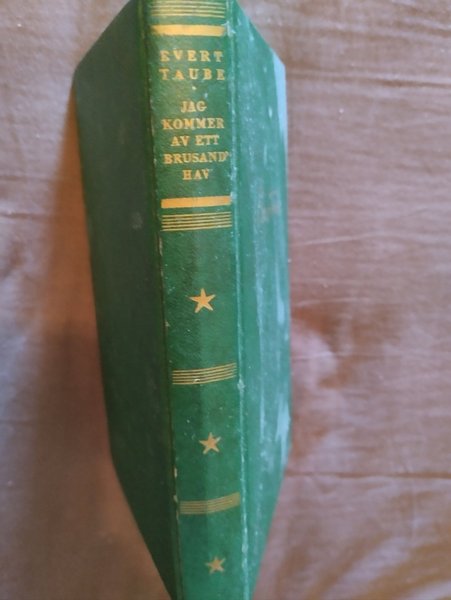 EVERT
TAUBE
JAG
KOMMER
AV ETT
BRUSAND'
HAV